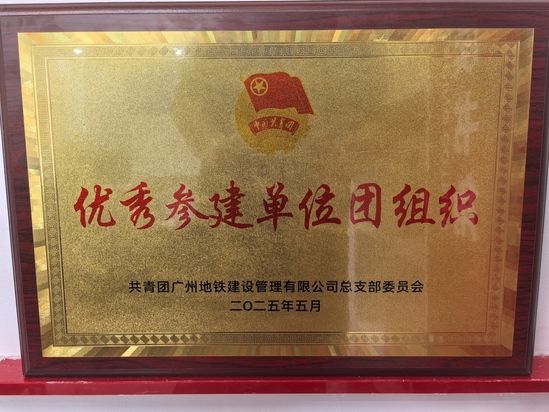 中国共青团
优秀参建单位团组织
共青团广州地铁建设管理有限公司总支部委员会
二〇二五年五月